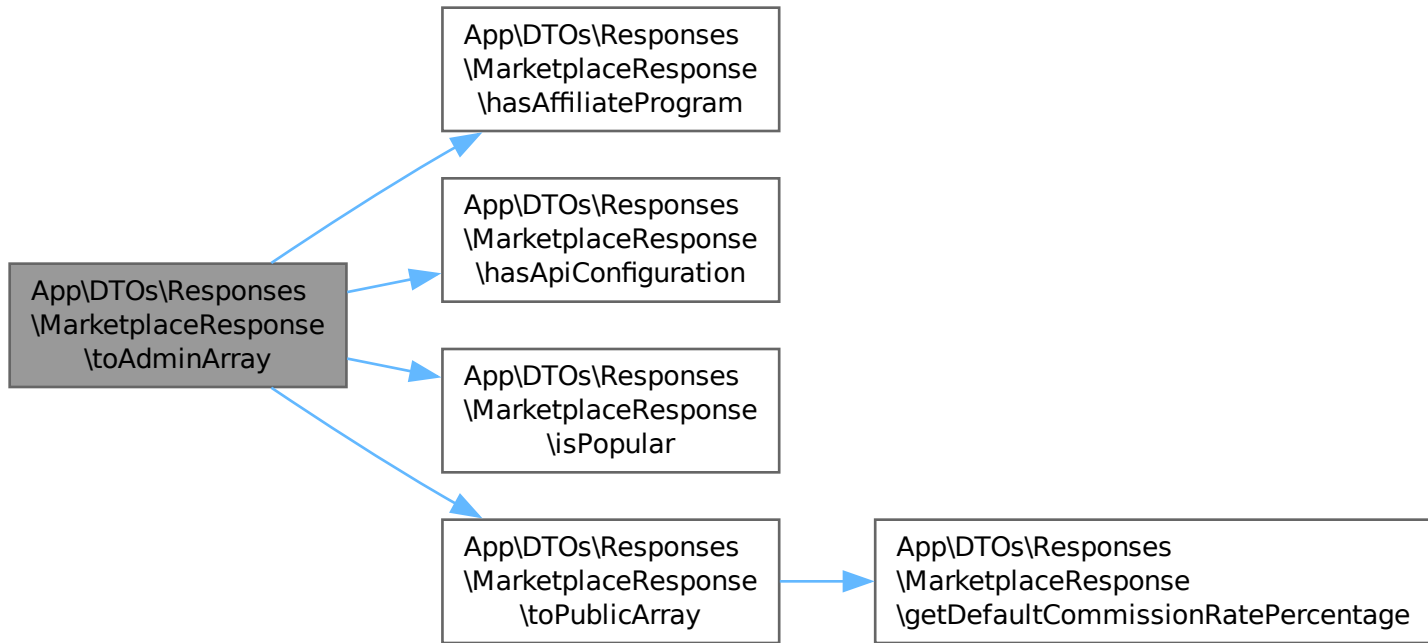 App\DTOs\Responses
\MarketplaceResponse
\hasAffiliateProgram
App\DTOs\Responses
\MarketplaceResponse
\hasApiConfiguration
App\DTOs\Responses
\MarketplaceResponse
\toAdminArray
App\DTOs\Responses
\MarketplaceResponse
\isPopular
App\DTOs\Responses
\MarketplaceResponse
\toPublicArray
App\DTOs\Responses
\MarketplaceResponse
\getDefaultCommissionRatePercentage